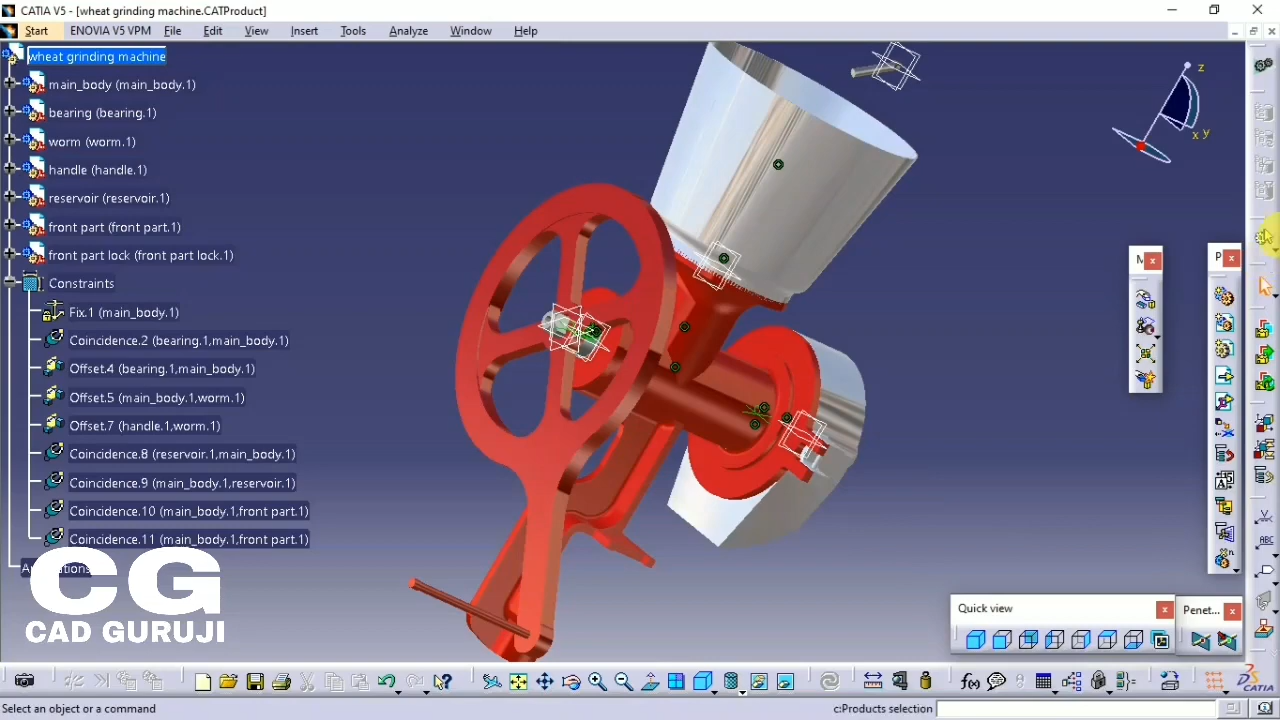 CATIA V5 - [wheat grinding machine.CATProduct]
Start ENOVIA V5 VPM File Edit View Insert Tools Analyze Window Help
wheat grinding machine
main_body (main_body.1)
bearing (bearing.1)
worm (worm.1)
handle (handle.1)
reservoir (reservoir.1)
front part (front part.1)
front part lock (front part lock.1)
Constraints
Fix.1 (main_body.1)
Coincidence.2 (bearing.1,main_body.1)
Offset.4 (bearing.1,main_body.1)
Offset.5 (main_body.1,worm.1)
Offset.7 (handle.1,worm.1)
Coincidence.8 (reservoir.1,main_body.1)
Coincidence.9 (main_body.1,reservoir.1)
Coincidence.10 (main_body.1,front part.1)
Coincidence.11 (main_body.1,front part.1)
CG
CAD GURUJI
z
x y
M
P
Quick view
Penet...
f(x)
ABC
CATIA
Select an object or a command
c:Products selection